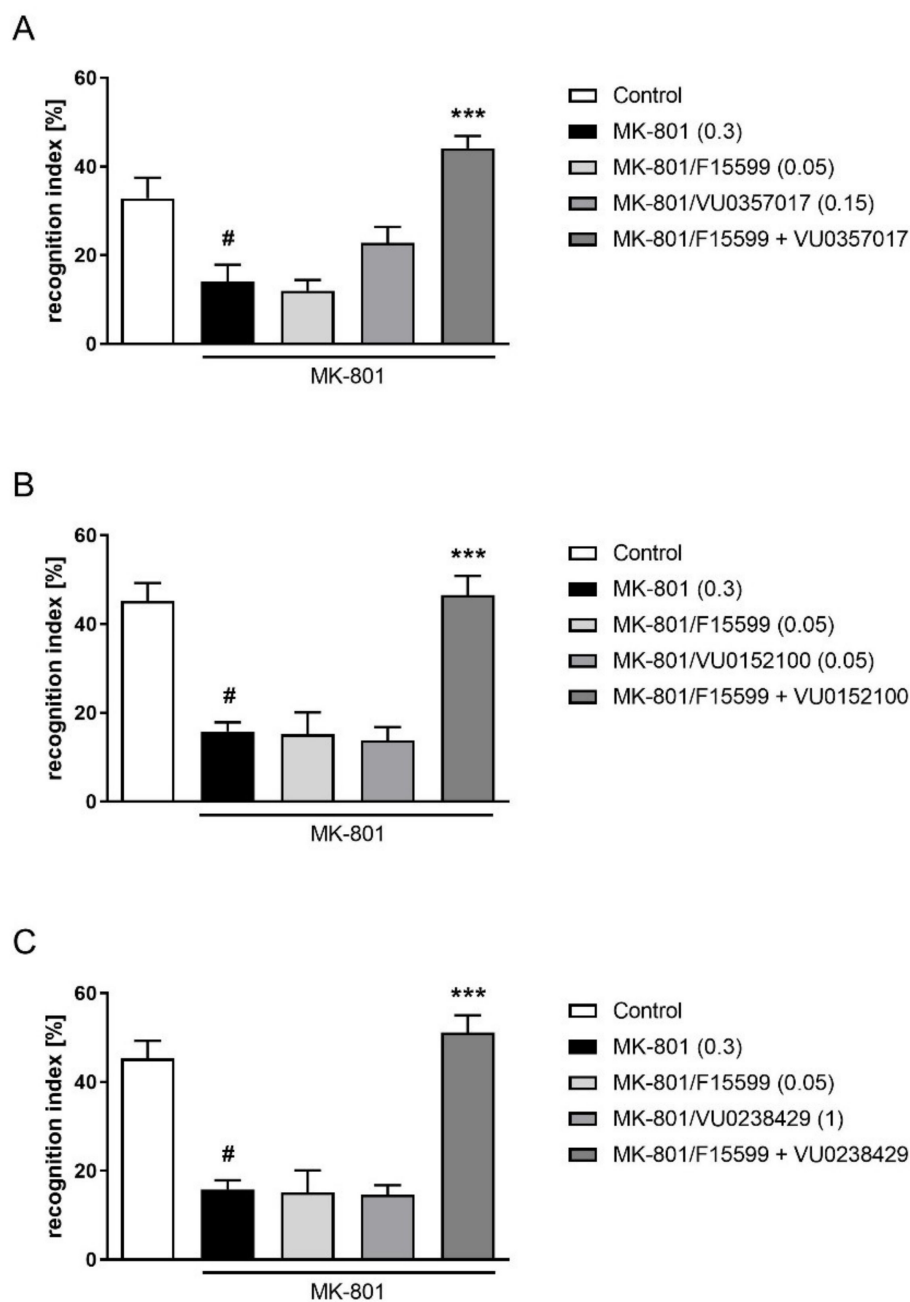 A
recognition index [%]
60
40
20
0
#
***
MK-801
Control
MK-801 (0.3)
MK-801/F15599 (0.05)
MK-801/VU0357017 (0.15)
MK-801/F15599 + VU0357017
B
recognition index [%]
60
40
20
0
#
***
MK-801
Control
MK-801 (0.3)
MK-801/F15599 (0.05)
MK-801/VU0152100 (0.05)
MK-801/F15599 + VU0152100
C
recognition index [%]
60
40
20
0
#
***
MK-801
Control
MK-801 (0.3)
MK-801/F15599 (0.05)
MK-801/VU0238429 (1)
MK-801/F15599 + VU0238429